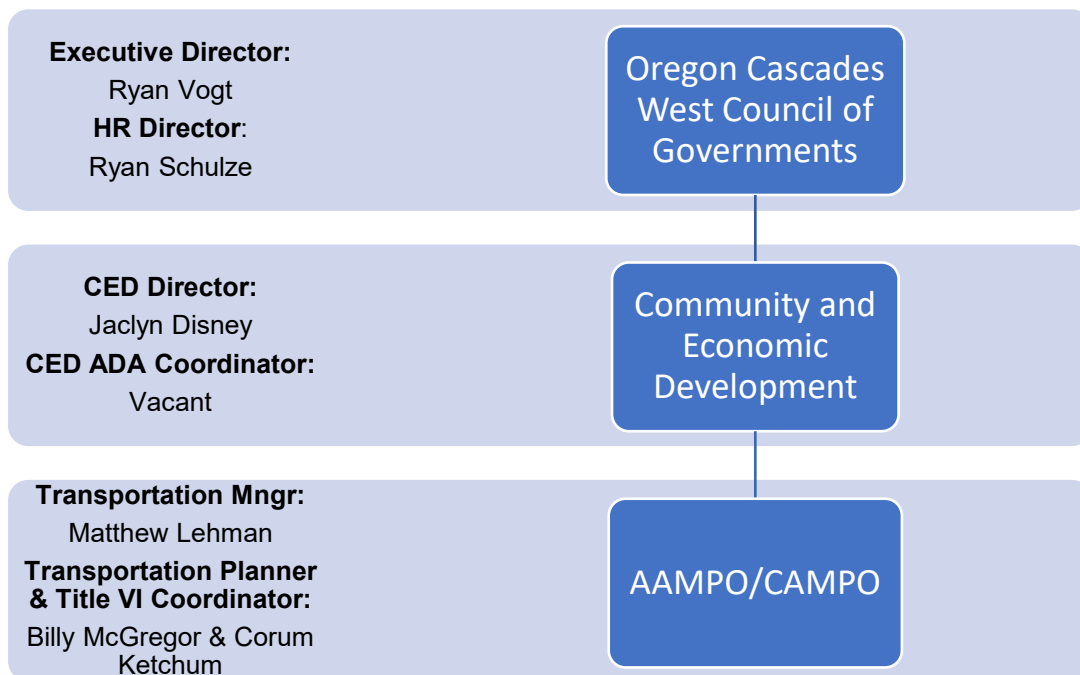 Executive Director:
Ryan Vogt
HR Director:
Ryan Schulze
Oregon Cascades
West Council of
Governments
CED Director:
Jaclyn Disney
CED ADA Coordinator:
Vacant
Community and
Economic
Development
Transportation Mngr:
Matthew Lehman
Transportation Planner
& Title VI Coordinator:
Billy McGregor & Corum
Ketchum
AAMPO/CAMPO